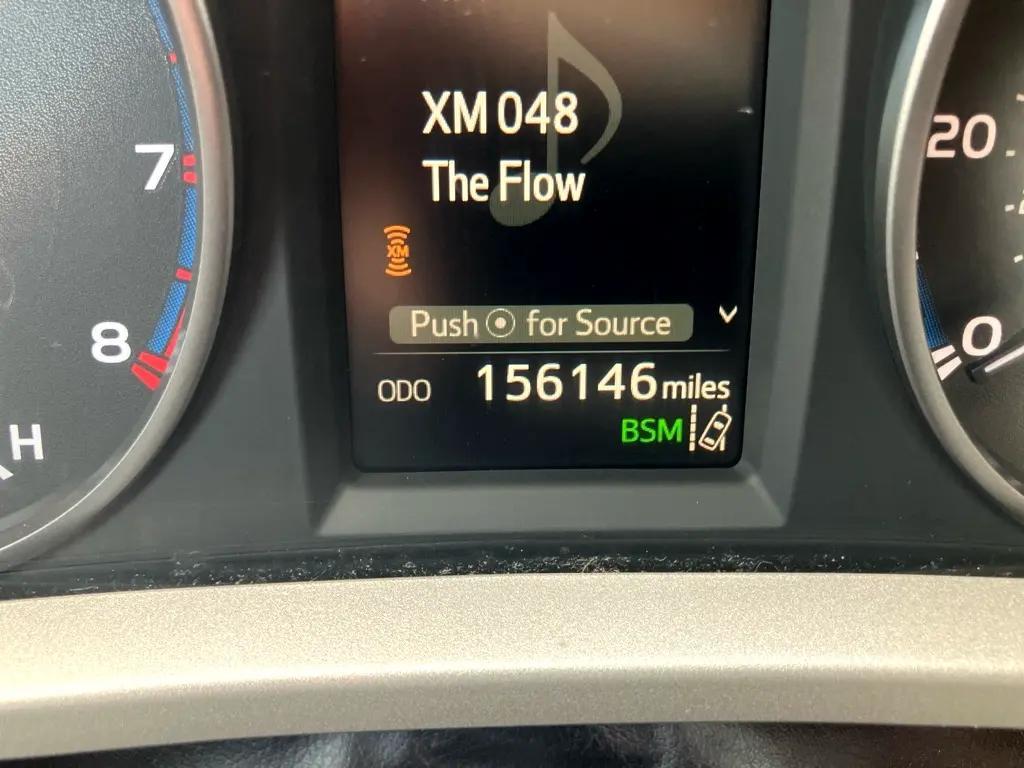 XM 048
The Flow
XM
Push for Source
ODO 156146 miles
BSM
7
8
H
20
0